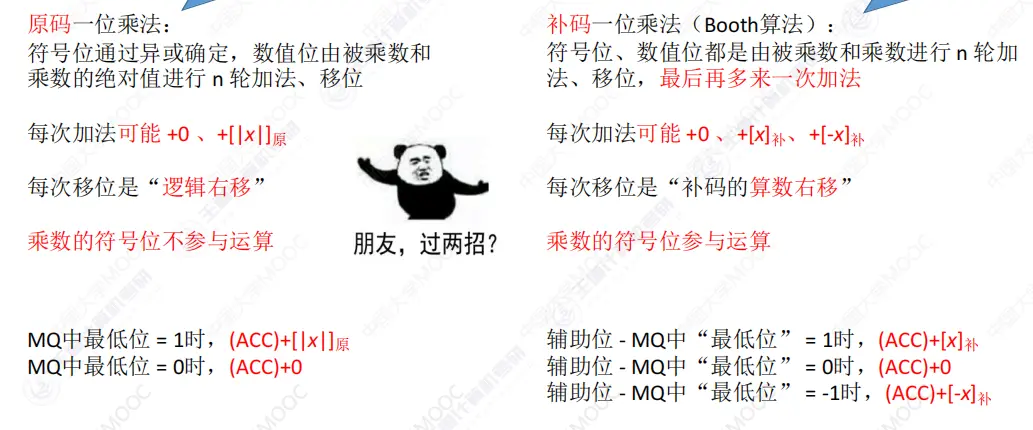 原码一位乘法：
符号位通过异或确定，数值位由被乘数和
乘数的绝对值进行 n 轮加法、移位
每次加法可能 +0 、+[|x|]原
每次移位是“逻辑右移”
乘数的符号位不参与运算
MQ中最低位 = 1时，(ACC)+[|x|]原
MQ中最低位 = 0时，(ACC)+0
朋友，过两招？
补码一位乘法（Booth算法）：
符号位、数值位都是由被乘数和乘数进行 n 轮加
法、移位，最后再多来一次加法
每次加法可能 +0 、+[x]补、+[-x]补
每次移位是“补码的算数右移”
乘数的符号位参与运算
辅助位 - MQ中“最低位” = 1时，(ACC)+[x]补
辅助位 - MQ中“最低位” = 0时，(ACC)+0
辅助位 - MQ中“最低位” = -1时，(ACC)+[-x]补